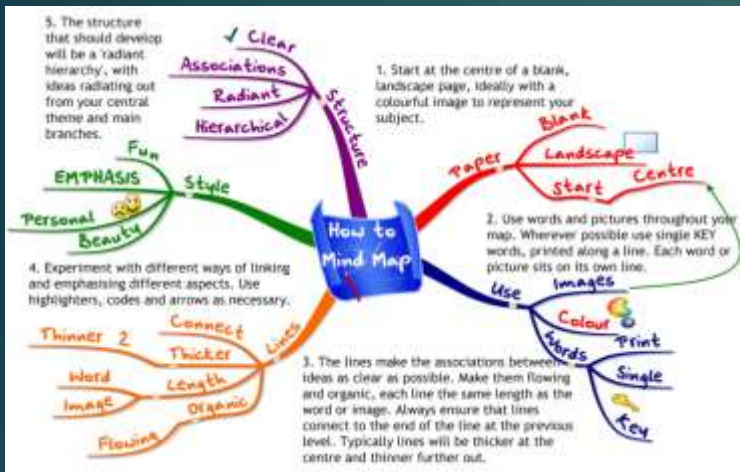 5. The structure
that should develop
will be a 'radiant
hierarchy', with
ideas radiating out
from your central
theme and main
branches.
Clear
Associations
Radiant
Hierarchical
Structure
1. Start at the centre of a blank,
landscape page, ideally with a
colourful image to represent your
subject.
Paper
Blank
Landscape
Start
Centre
Fun
EMPHASIS
Personal
Beauty
Style
How to
Mind Map
2. Use words and pictures throughout your
map. Wherever possible use single KEY
words, printed along a line. Each word or
picture sits on its own line.
Use
Images
Colour
Words
Print
Single
Key
4. Experiment with different ways of linking
and emphasising different aspects. Use
highlighters, codes and arrows as necessary.
Lines
Connect
Thinner 2 Thicker
Word
Image
Length
Organic
Flowing
3. The lines make the associations between
ideas as clear as possible. Make them flowing
and organic, each line the same length as the
word or image. Always ensure that lines
connect to the end of the line at the previous
level. Typically lines will be thicker at the
centre and thinner further out.